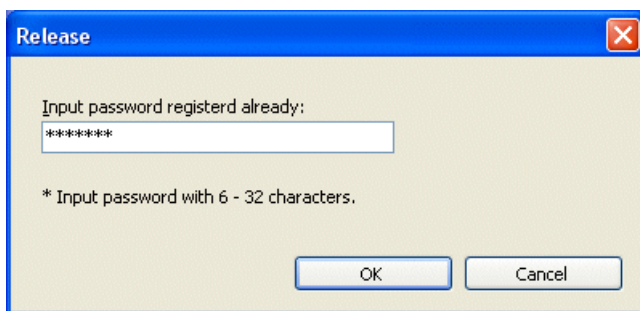 Release
Input password registerd already:
*******
* Input password with 6 - 32 characters.
OK
Cancel